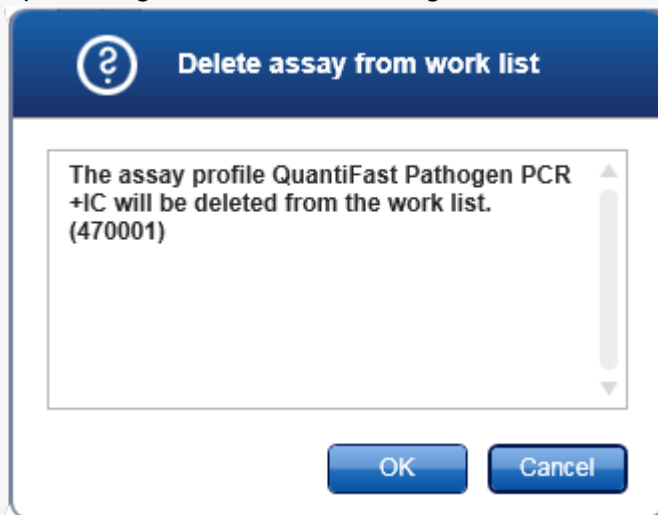 Delete assay from work list
The assay profile QuantiFast Pathogen PCR
+IC will be deleted from the work list.
(470001)
OK
Cancel